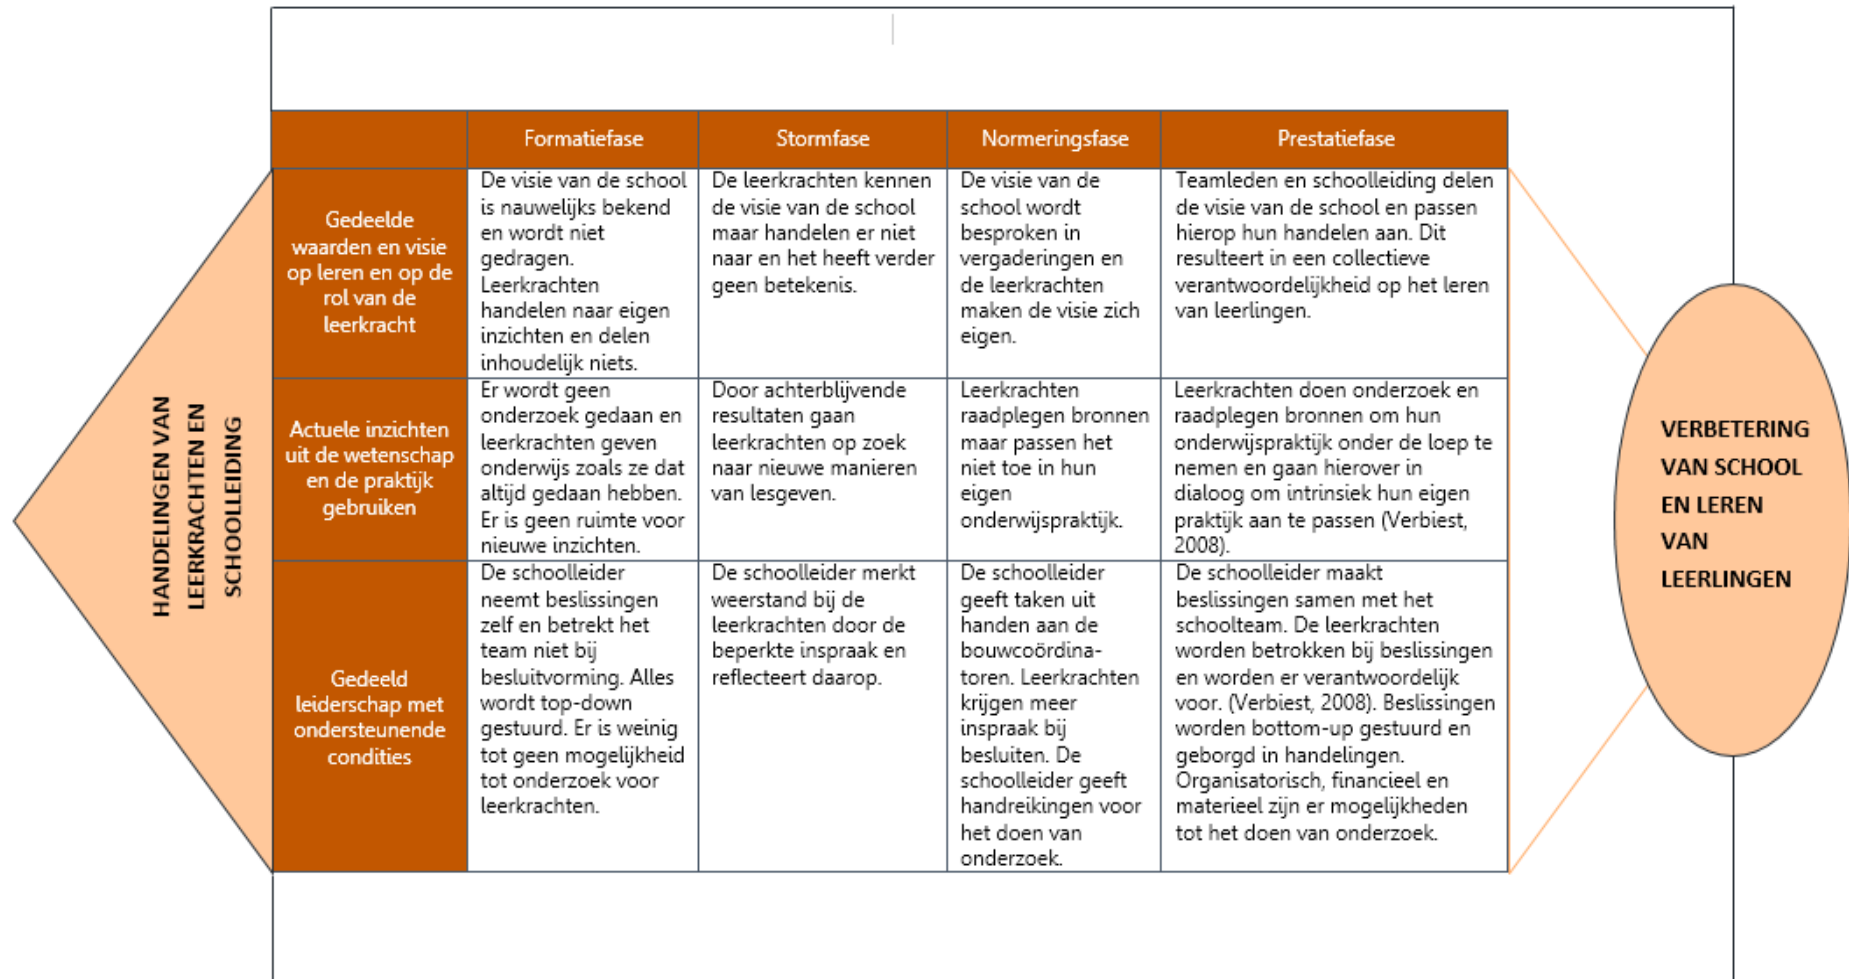 HANDELINGEN VAN
LEERKRACHTEN EN
SCHOOLLEIDING
Formatiefase
Stormfase
Normeringsfase
Prestatiefase
Gedeelde
waarden en visie
op leren en op de
rol van de
leerkracht
De visie van de school
is nauwelijks bekend
en wordt niet
gedragen.
Leerkrachten
handelen naar eigen
inzichten en delen
inhoudelijk niets.
De leerkrachten kennen
de visie van de school
maar handelen er niet
naar en het heeft verder
geen betekenis.
De visie van de
school wordt
besproken in
vergaderingen en
de leerkrachten
maken de visie zich
eigen.
Teamleden en schoolleiding delen
de visie van de school en passen
hierop hun handelen aan. Dit
resulteert in een collectieve
verantwoordelijkheid op het leren
van leerlingen.
Actuele inzichten
uit de wetenschap
en de praktijk
gebruiken
Er wordt geen
onderzoek gedaan en
leerkrachten geven
onderwijs zoals ze dat
altijd gedaan hebben.
Er is geen ruimte voor
nieuwe inzichten.
Door achterblijvende
resultaten gaan
leerkrachten op zoek
naar nieuwe manieren
van lesgeven.
Leerkrachten
raadplegen bronnen
maar passen het
niet toe in hun
eigen
onderwijspraktijk.
Leerkrachten doen onderzoek en
raadplegen bronnen om hun
onderwijspraktijk onder de loep te
nemen en gaan hierover in
dialoog om intrinsiek hun eigen
praktijk aan te passen (Verbiest,
2008).
Gedeeld
leiderschap met
ondersteunende
condities
De schoolleider
neemt beslissingen
zelf en betrekt het
team niet bij
besluitvorming. Alles
wordt top-down
gestuurd. Er is weinig
tot geen mogelijkheid
tot onderzoek voor
leerkrachten.
De schoolleider merkt
weerstand bij de
leerkrachten door de
beperkte inspraak en
reflecteert daarop.
De schoolleider
geeft taken uit
handen aan de
bouwcoördina-
toren. Leerkrachten
krijgen meer
inspraak bij
besluiten. De
schoolleider geeft
handreikingen voor
het doen van
onderzoek.
De schoolleider maakt
beslissingen samen met het
schoolteam. De leerkrachten
worden betrokken bij beslissingen
en worden er verantwoordelijk
voor. (Verbiest, 2008). Beslissingen
worden bottom-up gestuurd en
geborgd in handelingen.
Organisatorisch, financieel en
materieel zijn er mogelijkheden
tot het doen van onderzoek.
VERBETERING
VAN SCHOOL
EN LEREN
VAN
LEERLINGEN